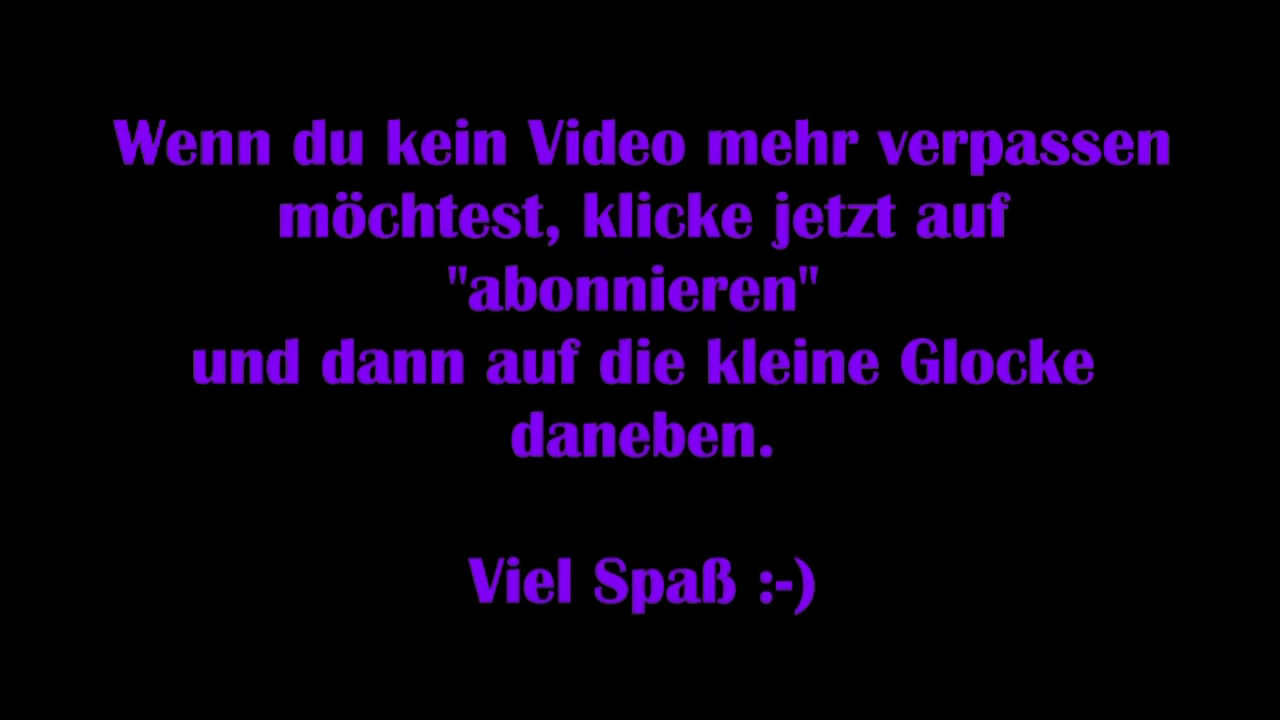 Wenn du kein Video mehr verpassen
möchtest, klicke jetzt auf
"abonnieren"
und dann auf die kleine Glocke
daneben.
Viel Spaß :-)